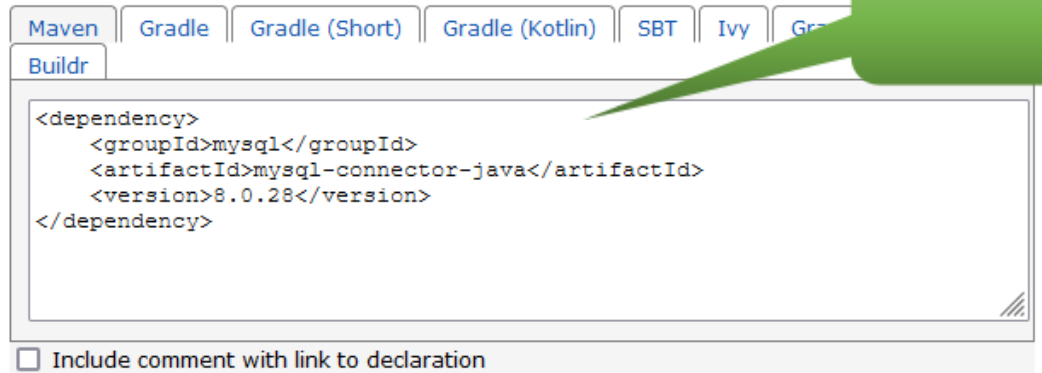 Maven Gradle Gradle (Short) Gradle (Kotlin) SBT Ivy
Buildr
<dependency>
    <groupId>mysql</groupId>
    <artifactId>mysql-connector-java</artifactId>
    <version>8.0.28</version>
</dependency>
Include comment with link to declaration